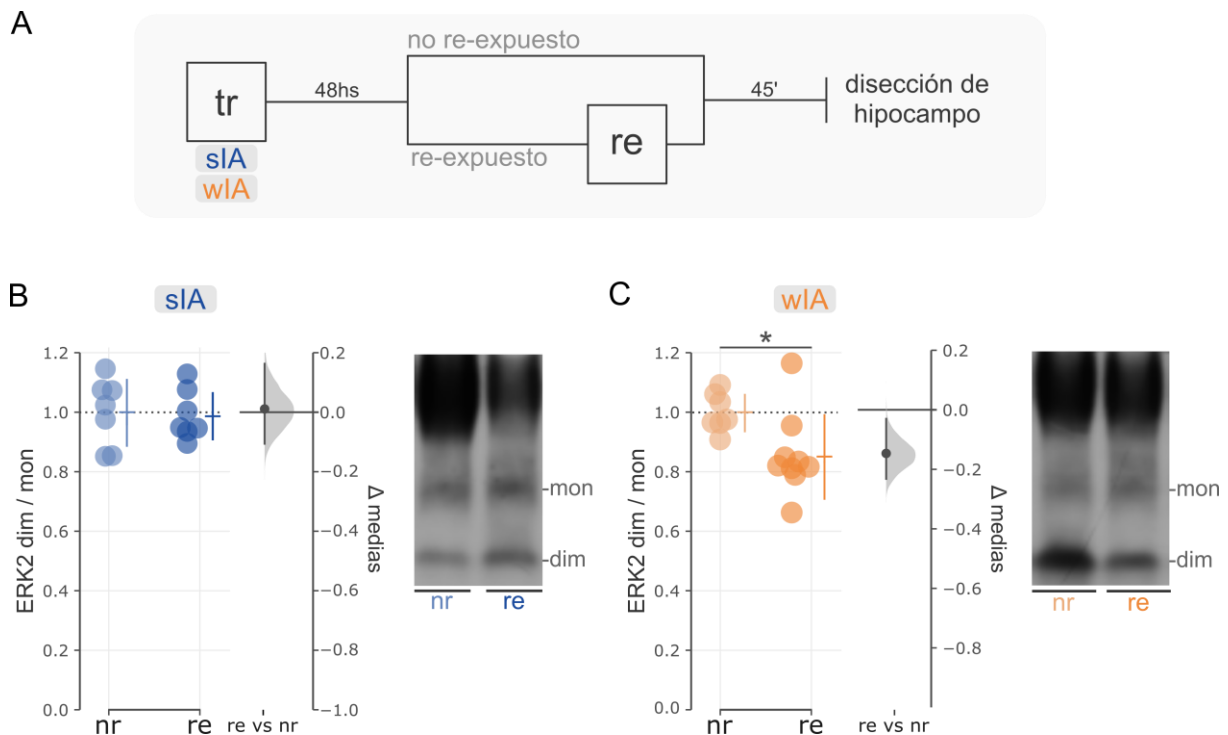 A
no re-expuesto
tr
48hs
45'
disección de
hipocampo
re
re-expuesto
sIA
wIA
B
sIA
ERK2 dim / mon
1.2
1.0
0.8
0.6
0.4
0.2
0.0
nr
re
0.2
0.0
−0.2
−0.4
−0.6
−0.8
−1.0
Δ medias
re vs nr
mon
dim
nr
re
C
wIA
*
ERK2 dim / mon
1.2
1.0
0.8
0.6
0.4
0.2
0.0
nr
re
0.2
0.0
−0.2
−0.4
−0.6
−0.8
Δ medias
re vs nr
mon
dim
nr
re